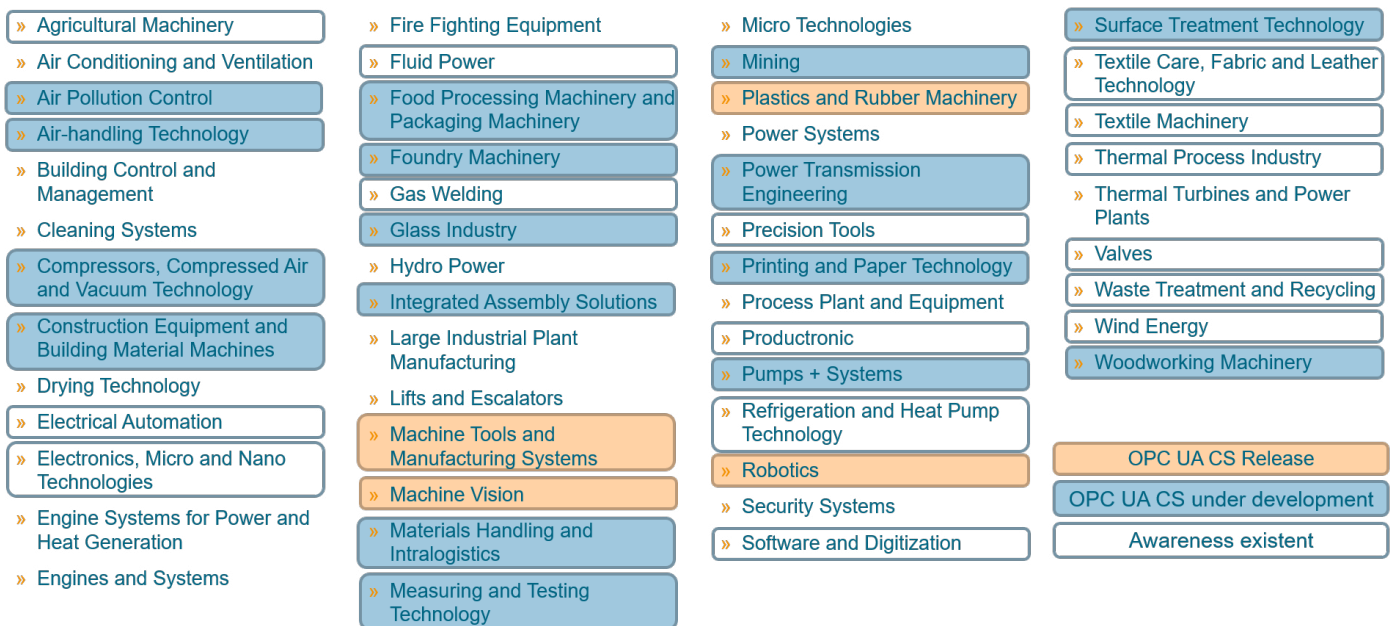 » Agricultural Machinery
» Air Conditioning and Ventilation
» Air Pollution Control
» Air-handling Technology
» Building Control and
Management
» Cleaning Systems
» Compressors, Compressed Air
and Vacuum Technology
» Construction Equipment and
Building Material Machines
» Drying Technology
» Electrical Automation
» Electronics, Micro and Nano
Technologies
» Engine Systems for Power and
Heat Generation
» Engines and Systems
» Fire Fighting Equipment
» Fluid Power
» Food Processing Machinery and
Packaging Machinery
» Foundry Machinery
» Gas Welding
» Glass Industry
» Hydro Power
» Integrated Assembly Solutions
» Large Industrial Plant
Manufacturing
» Lifts and Escalators
» Machine Tools and
Manufacturing Systems
» Machine Vision
» Materials Handling and
Intralogistics
» Measuring and Testing
Technology
» Micro Technologies
» Mining
» Plastics and Rubber Machinery
» Power Systems
» Power Transmission
Engineering
» Precision Tools
» Printing and Paper Technology
» Process Plant and Equipment
» Productronic
» Pumps + Systems
» Refrigeration and Heat Pump
Technology
» Robotics
» Security Systems
» Software and Digitization
» Surface Treatment Technology
» Textile Care, Fabric and Leather
Technology
» Textile Machinery
» Thermal Process Industry
» Thermal Turbines and Power
Plants
» Valves
» Waste Treatment and Recycling
» Wind Energy
» Woodworking Machinery
OPC UA CS Release
OPC UA CS under development
Awareness existent